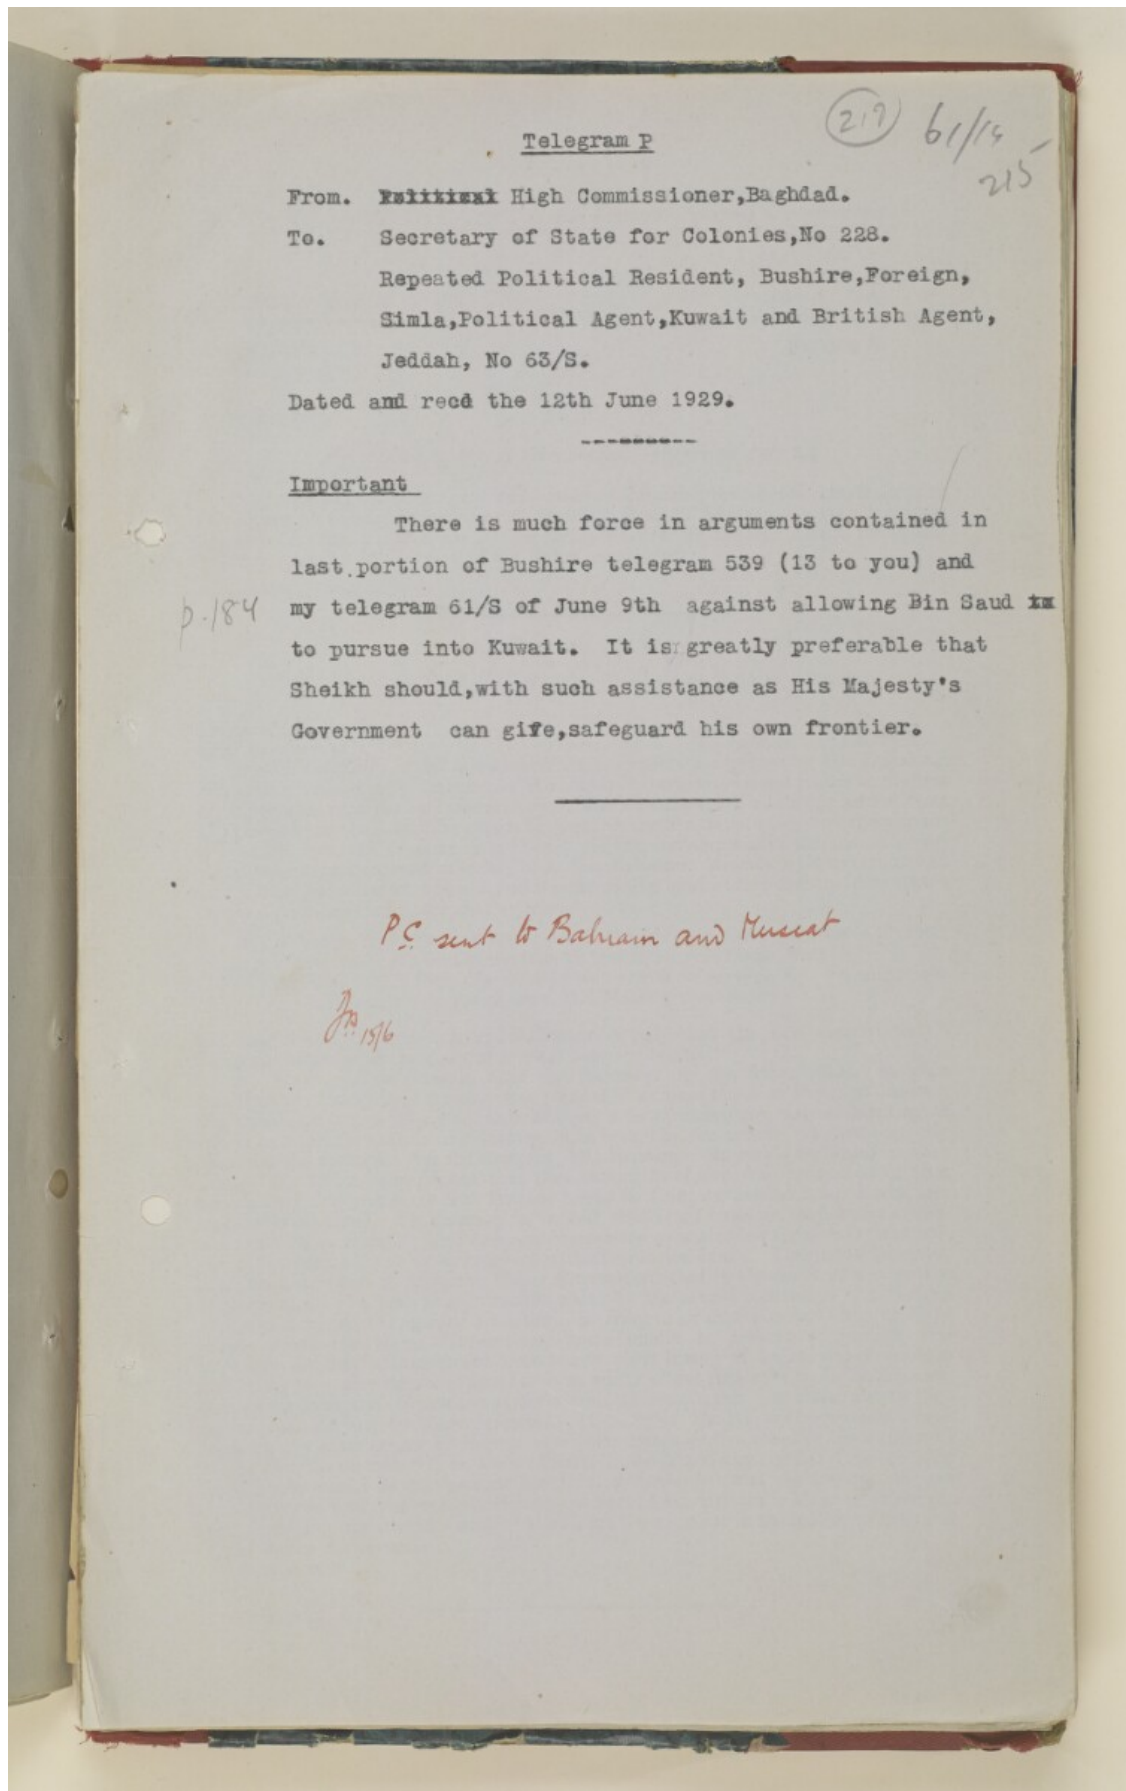 217
61/14
215
Telegram P
From. Political High Commissioner,Baghdad.
To. Secretary of State for Colonies,No 228.
Repeated Political Resident, Bushire,Foreign,
Simla,Political Agent,Kuwait and British Agent,
Jeddah, No 63/S.
Dated and recd the 12th June 1929.
Important
There is much force in arguments contained in
last portion of Bushire telegram 539 (13 to you) and
p.184 my telegram 61/S of June 9th against allowing Bin Saud
to pursue into Kuwait. It is greatly preferable that
Sheikh should,with such assistance as His Majesty's
Government can give,safeguard his own frontier.
P.C. sent to Bahrain and Muscat
15/6